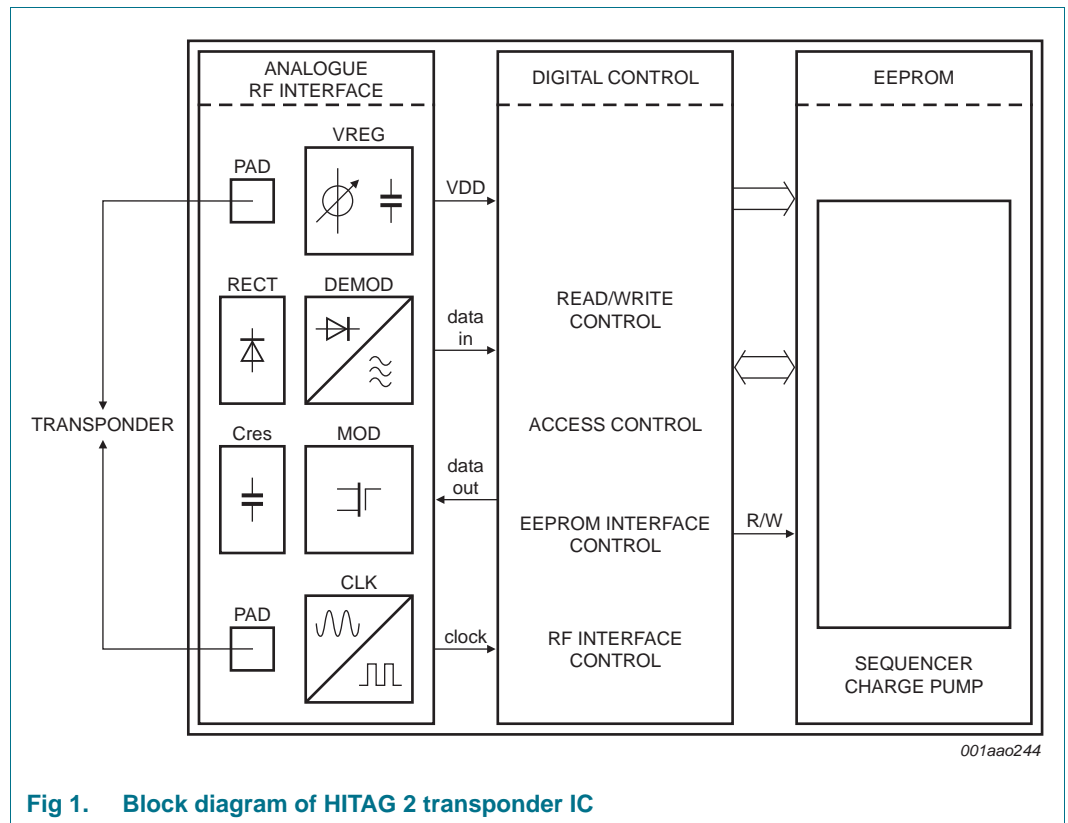 ANALOGUE
RF INTERFACE
DIGITAL CONTROL
EEPROM
VREG
PAD
VDD
RECT
DEMOD
data
in
READ/WRITE
CONTROL
TRANSPONDER
Cres
MOD
data
out
ACCESS CONTROL
EEPROM INTERFACE
CONTROL
R/W
CLK
PAD
clock
RF INTERFACE
CONTROL
SEQUENCER
CHARGE PUMP
001aao244
Fig 1. Block diagram of HITAG 2 transponder IC